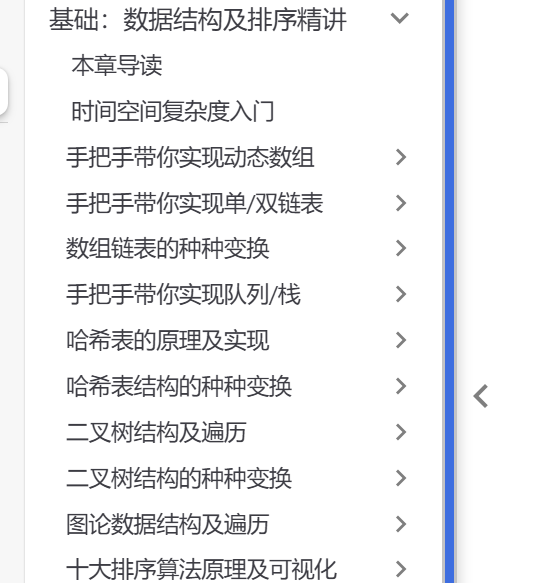 基础：数据结构及排序精讲
本章导读
时间空间复杂度入门
手把手带你实现动态数组
手把手带你实现单/双链表
数组链表的种种变换
手把手带你实现队列/栈
哈希表的原理及实现
哈希表结构的种种变换
二叉树结构及遍历
二叉树结构的种种变换
图论数据结构及遍历
十大排序算法原理及可视化